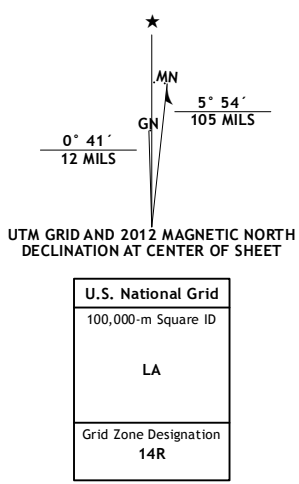 ★
MN
GN
5° 54´
105 MILS
0° 41´
12 MILS
UTM GRID AND 2012 MAGNETIC NORTH
DECLINATION AT CENTER OF SHEET
U.S. National Grid
100,000-m Square ID
LA
Grid Zone Designation
14R